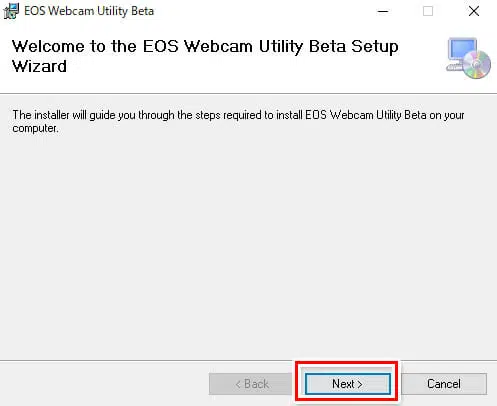 EOS Webcam Utility Beta
Welcome to the EOS Webcam Utility Beta Setup
Wizard
The installer will guide you through the steps required to install EOS Webcam Utility Beta on your
computer.
< Back
Next >
Cancel